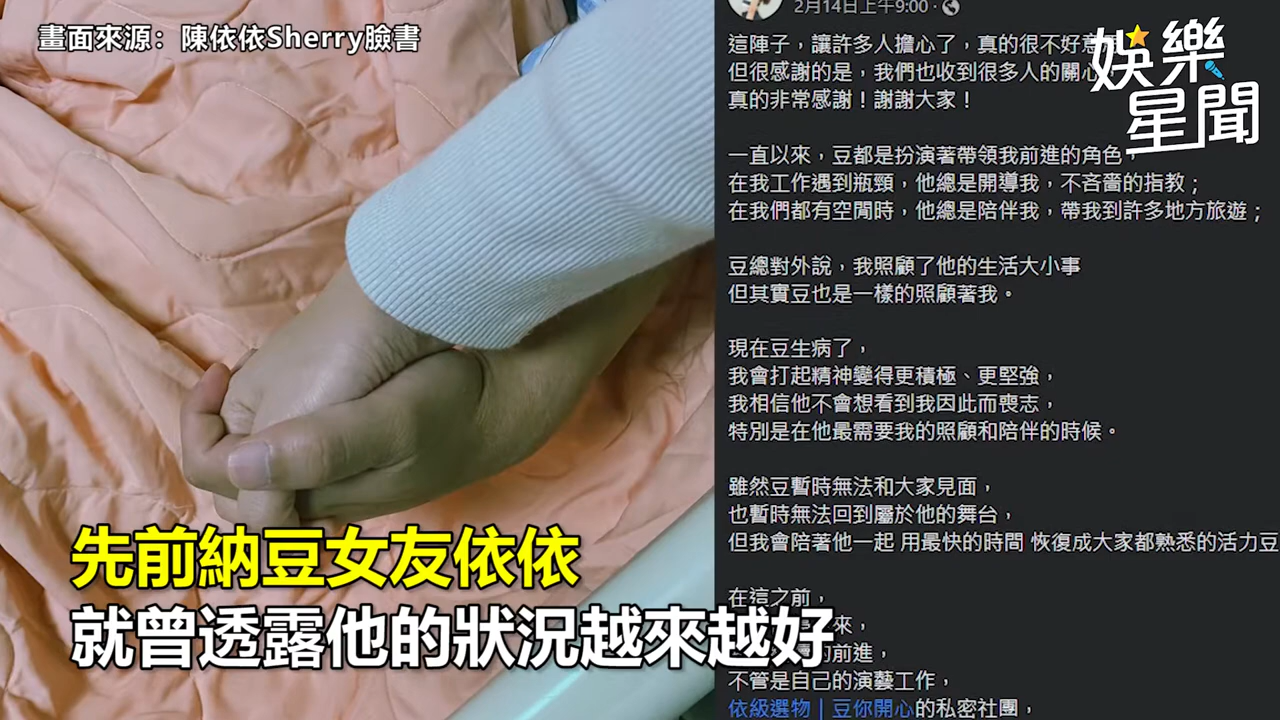 畫面來源：陳依依Sherry臉書
2月14日上午9:00
娛樂
星聞
這陣子，讓許多人擔心了，真的很不好意
但很感謝的是，我們也收到很多人的關心
真的非常感謝！謝謝大家！
一直以來，豆都是扮演著帶領我前進的角色，
在我工作遇到瓶頸，他總是開導我，不吝嗇的指教；
在我們都有空閒時，他總是陪伴我，帶我到許多地方旅遊；
豆總對外說，我照顧了他的生活大小事
但其實豆也是一樣的照顧著我。
現在豆生病了，
我會打起精神變得更積極、更堅強，
我相信他不會想看到我因此而喪志，
特別是在他最需要我的照顧和陪伴的時候。
雖然豆暫時無法和大家見面，
也暫時無法回到屬於他的舞台，
但我會陪著他一起 用最快的時間 恢復成大家都熟悉的活力豆
在這之前，
來，
的前進，
不管是自己的演藝工作，
依級選物 | 豆你開心的私密社團，
先前納豆女友依依
就曾透露他的狀況越來越好